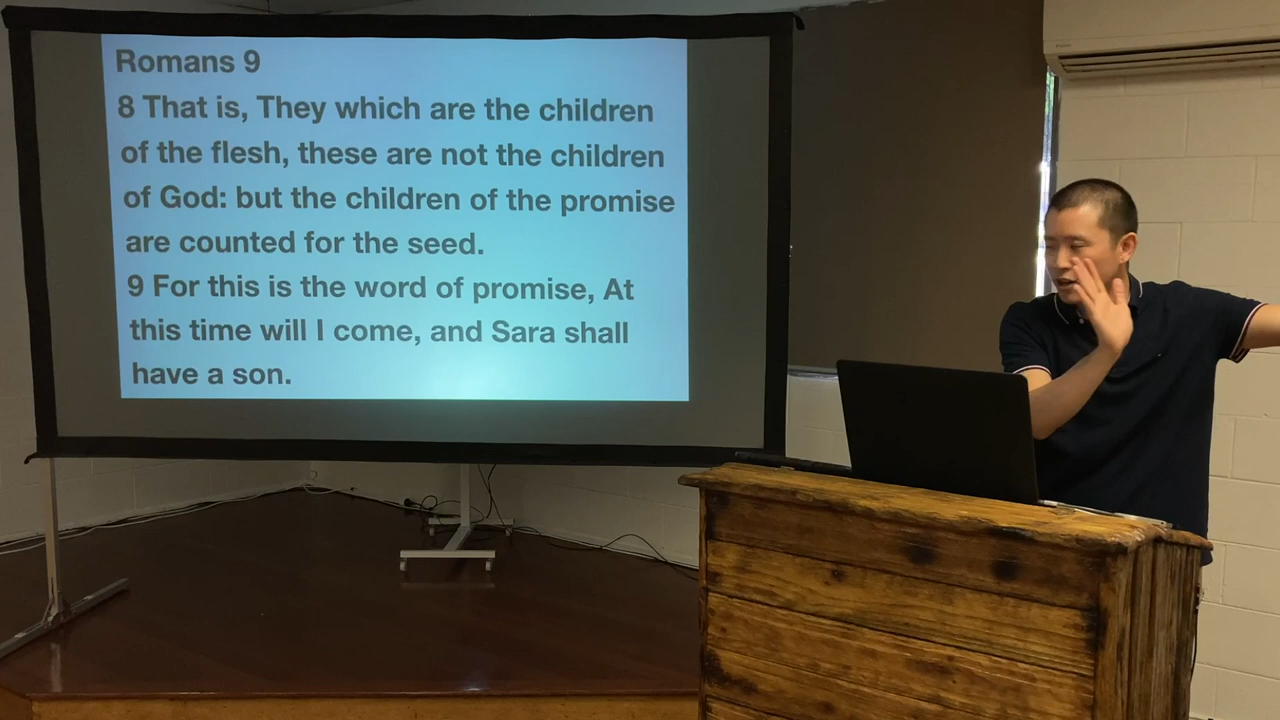 Romans 9
8 That is, They which are the children
of the flesh, these are not the children
of God: but the children of the promise
are counted for the seed.
9 For this is the word of promise, At
this time will I come, and Sara shall
have a son.